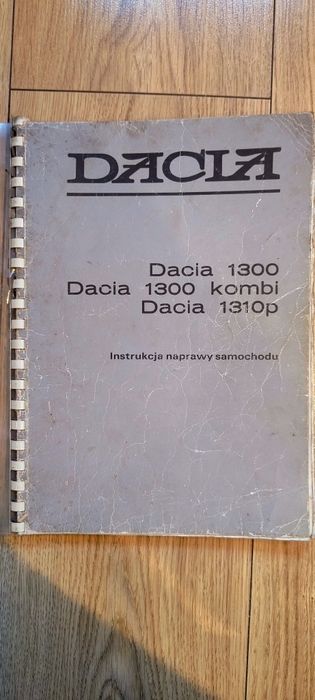 DACIA
Dacia 1300
Dacia 1300 kombi
Dacia 1310p
Instrukcja naprawy samochodu